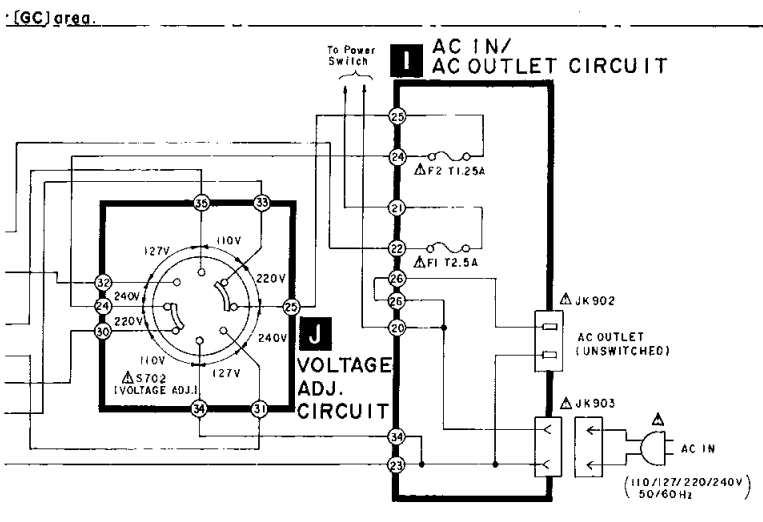 [GC] area.
To Power
Switch
I
AC IN/
AC OUTLET CIRCUIT
25
24
F2 T1.25A
21
22
F1 T2.5A
26
26
20
JK902
AC OUTLET
(UNSWITCHED)
35
33
127V
110V
32
220V
24
240V
25
30
220V
240V
J
110V
127V
S702
(VOLTAGE ADJ.)
VOLTAGE
ADJ.
CIRCUIT
34
31
JK903
34
23
AC IN
(110/127/220/240V)
50/60Hz